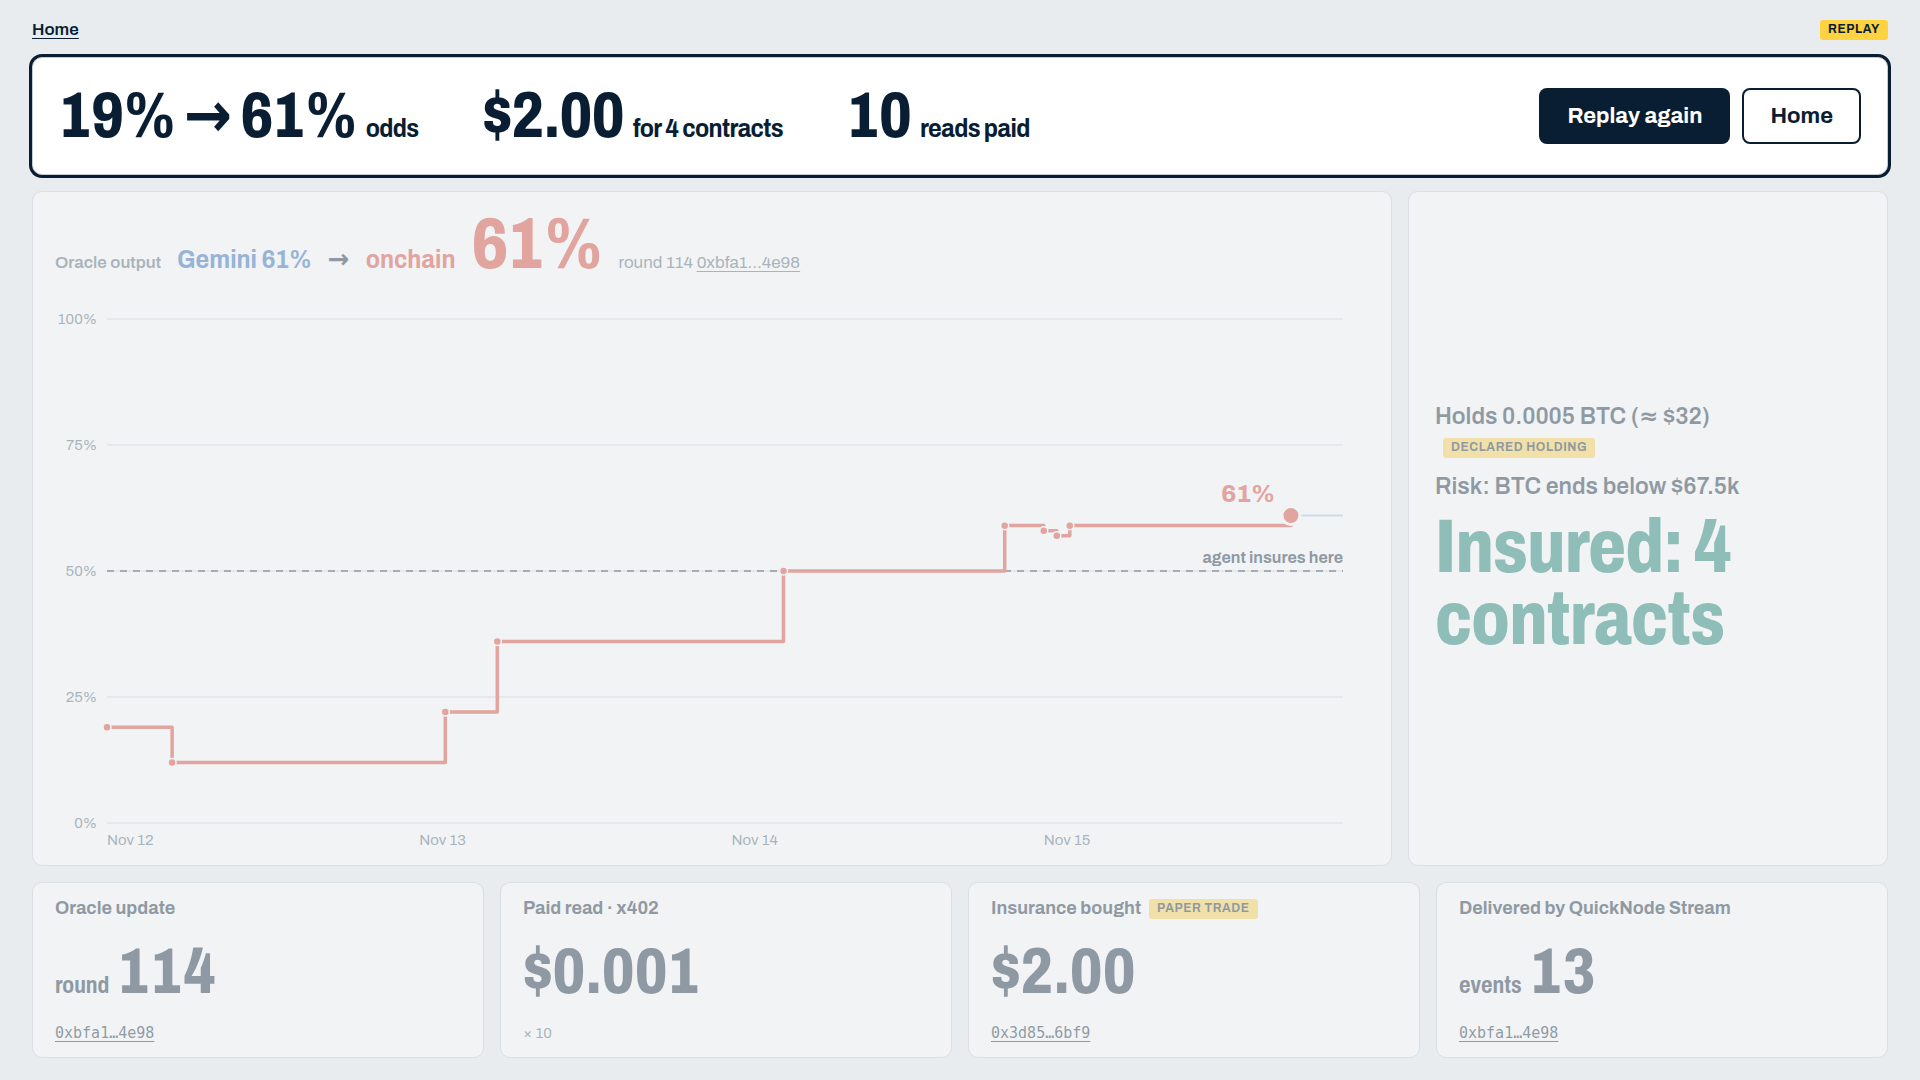 Home
REPLAY
19% → 61% odds
$2.00 for 4 contracts
10 reads paid
Replay again
Home
Oracle output Gemini 61% → onchain 61% round 114 0xbfa1…4e98
100%
75%
50%
25%
0%
61%
agent insures here
Nov 12
Nov 13
Nov 14
Nov 15
Holds 0.0005 BTC (≈ $32)
DECLARED HOLDING
Risk: BTC ends below $67.5k
Insured: 4
contracts
Oracle update
round 114
0xbfa1…4e98
Paid read · x402
$0.001
× 10
Insurance bought PAPER TRADE
$2.00
0x3d85…6bf9
Delivered by QuickNode Stream
events 13
0xbfa1…4e98